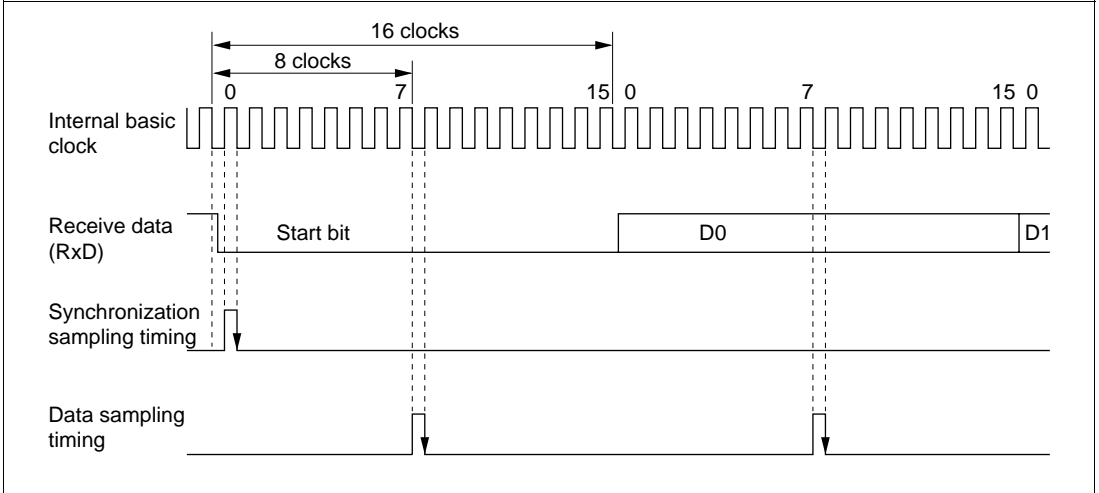 16 clocks
8 clocks
0 7 15 0 7 15 0
Internal basic
clock
Receive data
(RxD)
Start bit D0 D1
Synchronization
sampling timing
Data sampling
timing